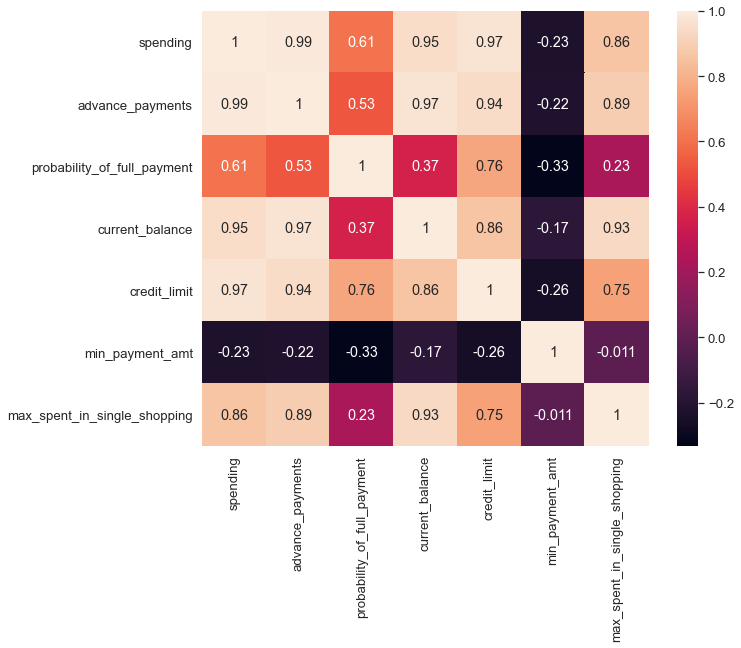 spending 1 0.99 0.61 0.95 0.97 -0.23 0.86
advance_payments 0.99 1 0.53 0.97 0.94 -0.22 0.89
probability_of_full_payment 0.61 0.53 1 0.37 0.76 -0.33 0.23
current_balance 0.95 0.97 0.37 1 0.86 -0.17 0.93
credit_limit 0.97 0.94 0.76 0.86 1 -0.26 0.75
min_payment_amt -0.23 -0.22 -0.33 -0.17 -0.26 1 -0.011
max_spent_in_single_shopping 0.86 0.89 0.23 0.93 0.75 -0.011 1
spending
advance_payments
probability_of_full_payment
current_balance
credit_limit
min_payment_amt
max_spent_in_single_shopping
1.0
0.8
0.6
0.4
0.2
0.0
−0.2